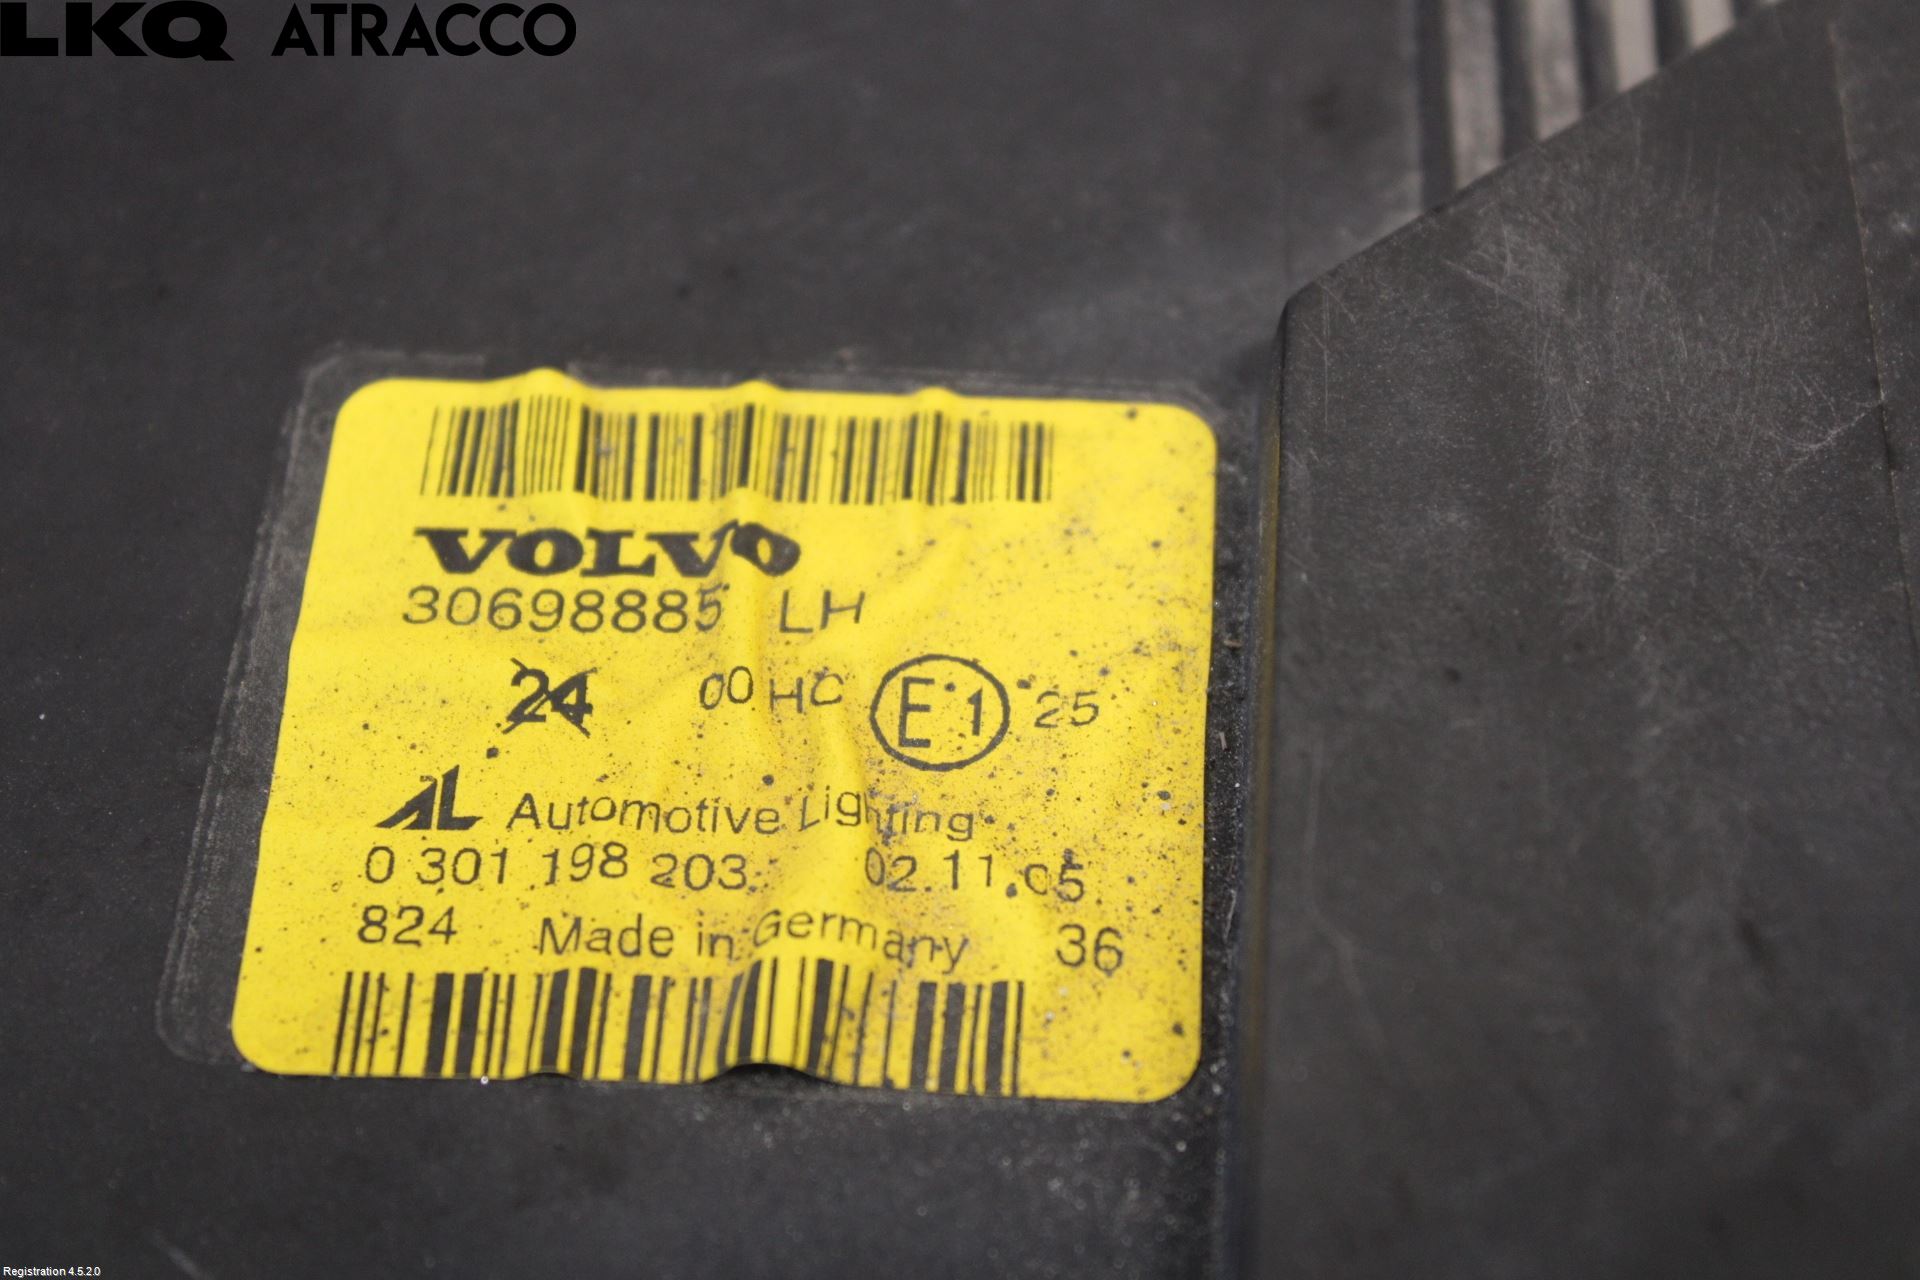 LKQ ATRACCO
VOLVO
30698885 LH
24 00 HC E1 25
AL Automotive Lighting
0 301 198 203 02.11.05
824 Made in Germany 36
Registration 4.5.2.0